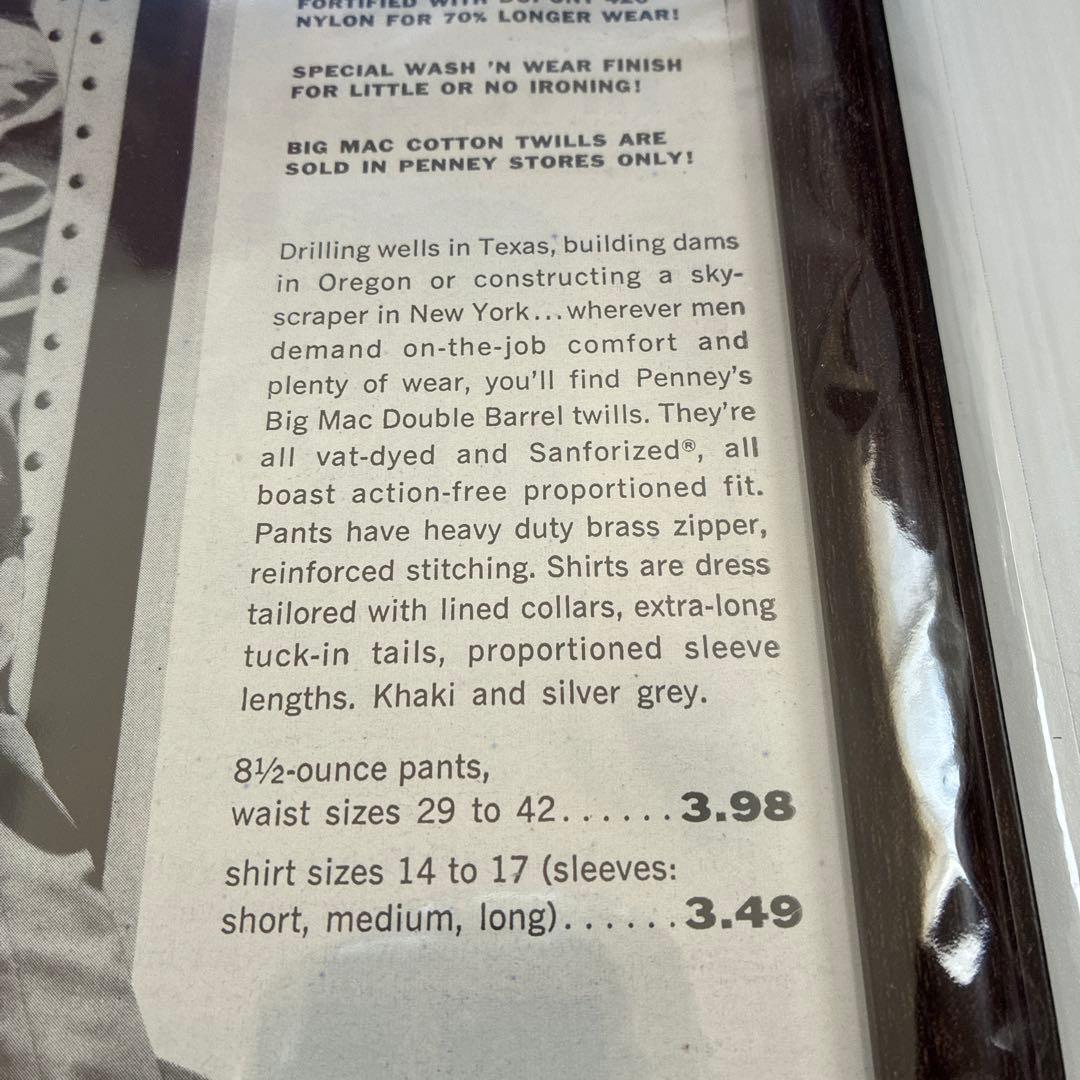 FORTIFIED WITH DUPONT 420
NYLON FOR 70% LONGER WEAR!
SPECIAL WASH 'N WEAR FINISH
FOR LITTLE OR NO IRONING!
BIG MAC COTTON TWILLS ARE
SOLD IN PENNEY STORES ONLY!
Drilling wells in Texas, building dams
in Oregon or constructing a sky-
scraper in New York...wherever men
demand on-the-job comfort and
plenty of wear, you'll find Penney's
Big Mac Double Barrel twills. They're
all vat-dyed and Sanforized®, all
boast action-free proportioned fit.
Pants have heavy duty brass zipper,
reinforced stitching. Shirts are dress
tailored with lined collars, extra-long
tuck-in tails, proportioned sleeve
lengths. Khaki and silver grey.
8½-ounce pants,
waist sizes 29 to 42......3.98
shirt sizes 14 to 17 (sleeves:
short, medium, long)......3.49